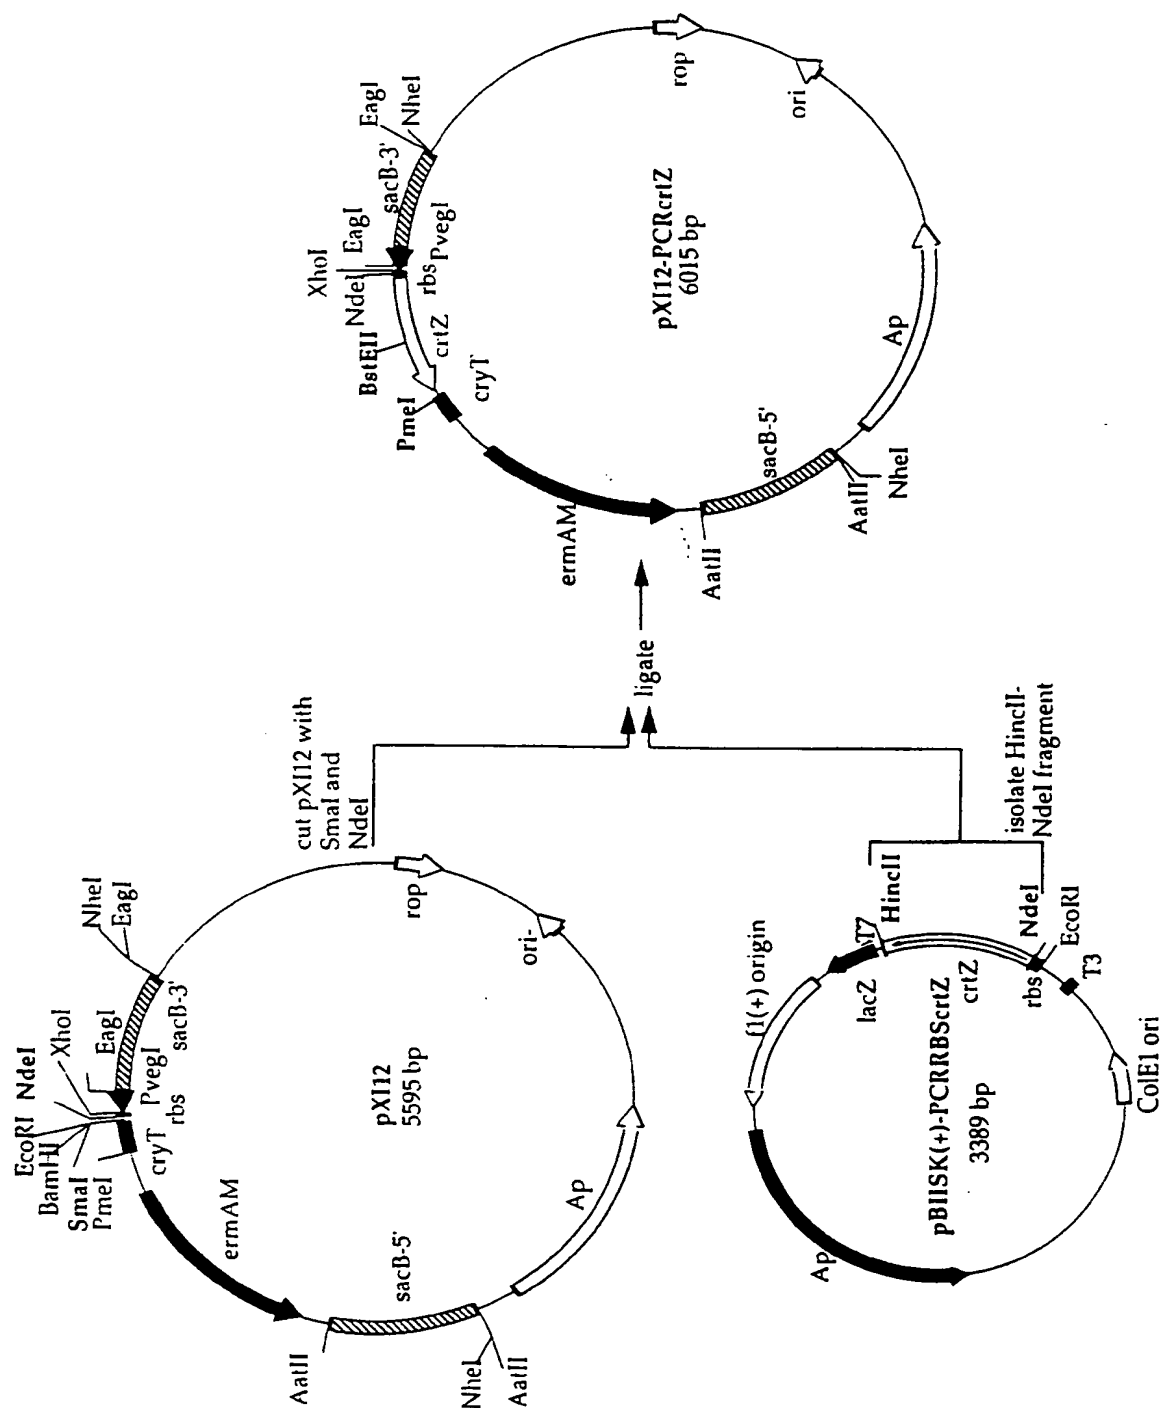 EcoRI
NdeI
BamHI
XhoI
SmaI
PmeI
EagI
NheI
EagI
PvegI
sacB-3'
rbs
cryT
ermAM
AatII
sacB-5'
NheI
AatII
Ap
ori-
rop
pXI12
5595 bp
cut pXI12 with
SmaI and
NdeI
f1(+) origin
lacZ
T7
HincII
crtZ
rbs
NdeI
EcoRI
T3
ColE1 ori
Ap
pBIISK(+)-PCRRBScrtZ
3389 bp
isolate HincII-
NdeI fragment
ligate
XhoI
NdeI
EagI
BstEII
PmeI
EagI
NheI
sacB-3'
PvegI
rbs
crtZ
cryT
ermAM
AatII
sacB-5'
AatII
NheI
Ap
ori
rop
pXI12-PCRcrtZ
6015 bp